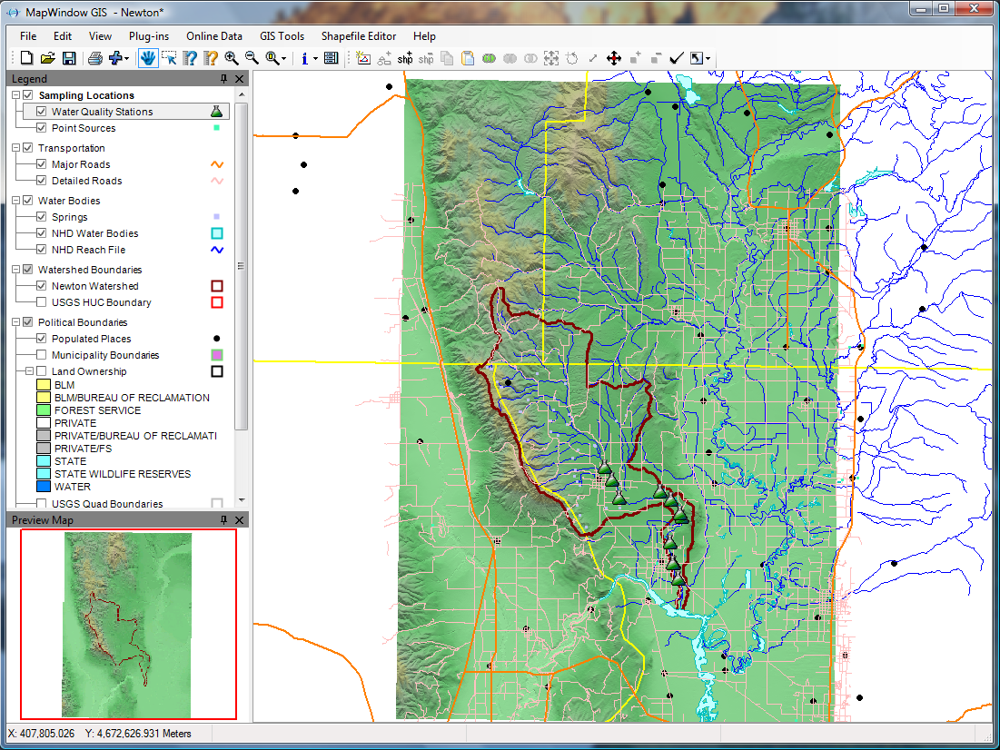 MapWindow GIS - Newton*
File Edit View Plug-ins Online Data GIS Tools Shapefile Editor Help
shp shp
Legend
Sampling Locations
Water Quality Stations
Point Sources
Transportation
Major Roads
Detailed Roads
Water Bodies
Springs
NHD Water Bodies
NHD Reach File
Watershed Boundaries
Newton Watershed
USGS HUC Boundary
Political Boundaries
Populated Places
Municipality Boundaries
Land Ownership
BLM
BLM/BUREAU OF RECLAMATION
FOREST SERVICE
PRIVATE
PRIVATE/BUREAU OF RECLAMATI
PRIVATE/FS
STATE
STATE WILDLIFE RESERVES
WATER
USGS Quad Boundaries
Preview Map
X: 407,805.026 Y: 4,672,626.931 Meters